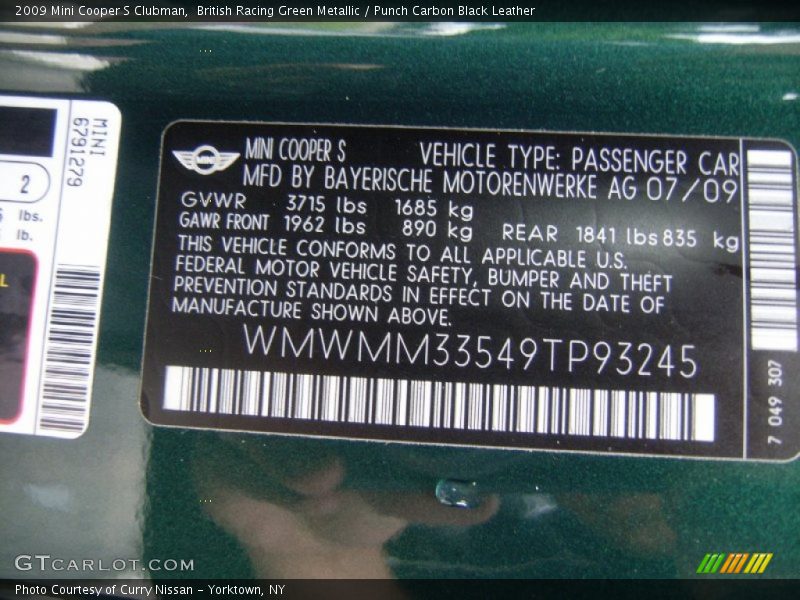 2009 Mini Cooper S Clubman, British Racing Green Metallic / Punch Carbon Black Leather
MINI
6791279
2
lbs.
lb.
L
MINI COOPER S VEHICLE TYPE: PASSENGER CAR
MFD BY BAYERISCHE MOTORENWERKE AG 07/09
GVWR 3715 lbs 1685 kg
GAWR FRONT 1962 lbs 890 kg REAR 1841 lbs 835 kg
THIS VEHICLE CONFORMS TO ALL APPLICABLE U.S.
FEDERAL MOTOR VEHICLE SAFETY, BUMPER AND THEFT
PREVENTION STANDARDS IN EFFECT ON THE DATE OF
MANUFACTURE SHOWN ABOVE.
WMWMM33549TP93245
7 049 307
GTCARLOT.COM
Photo Courtesy of Curry Nissan - Yorktown, NY